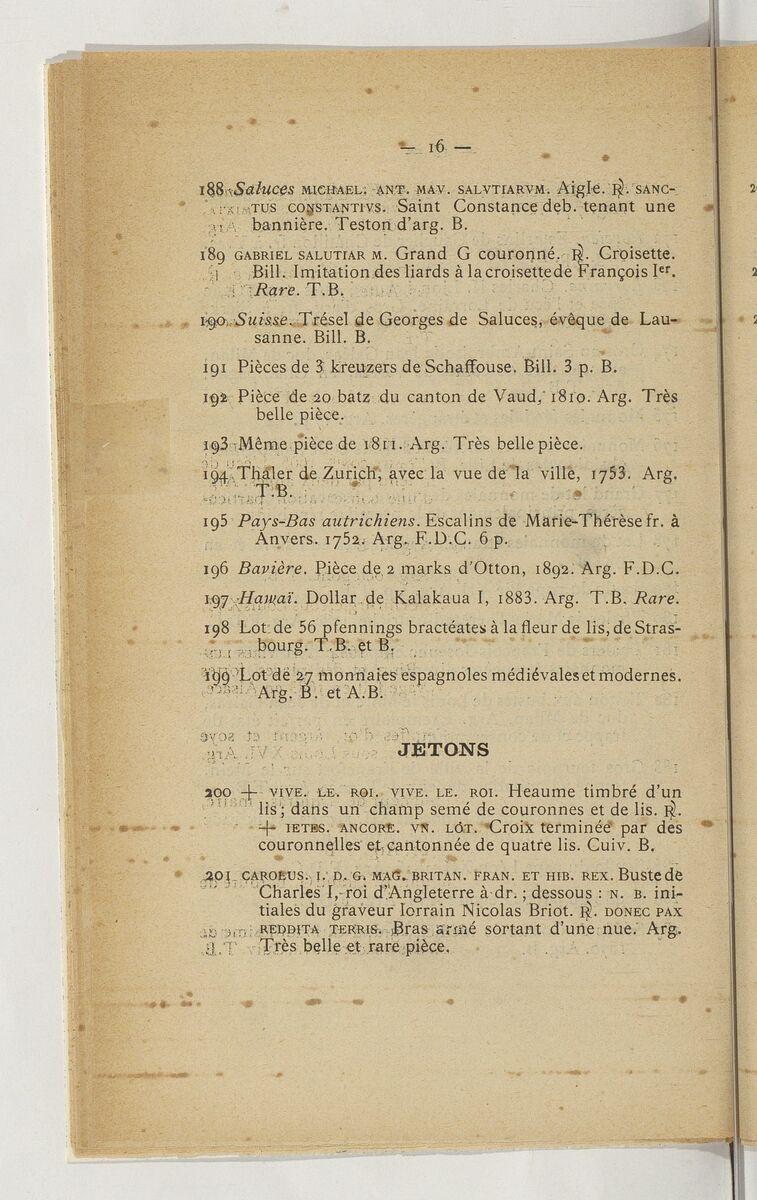 — 16 —
188 Saluces MICHAEL. ANT. MAV. SALVTIARVM. Aigle. ℟. SANC-
TUS CONSTANTIVS. Saint Constance deb. tenant une
bannière. Teston d'arg. B.
189 GABRIEL SALUTIAR M. Grand G couronné. ℟. Croisette.
Bill. Imitation des liards à la croisette de François Ier.
Rare. T.B.
190 Suisse. Trésel de Georges de Saluces, évêque de Lau-
sanne. Bill. B.
191 Pièces de 3 kreuzers de Schaffouse. Bill. 3 p. B.
192 Pièce de 20 batz du canton de Vaud, 1810. Arg. Très
belle pièce.
193 Même pièce de 1811. Arg. Très belle pièce.
194 Thaler de Zurich, avec la vue de la ville, 1753. Arg.
T.B.
195 Pays-Bas autrichiens. Escalins de Marie-Thérèse fr. à
Anvers. 1752. Arg. F.D.C. 6 p.
196 Bavière. Pièce de 2 marks d'Otton, 1892. Arg. F.D.C.
197 Hawaï. Dollar de Kalakaua I, 1883. Arg. T.B. Rare.
198 Lot de 56 pfennings bractéates à la fleur de lis, de Stras-
bourg. T.B. et B.
199 Lot de 27 monnaies espagnoles médiévales et modernes.
Arg. B. et A.B.
JETONS
200 + VIVE. LE. ROI. VIVE. LE. ROI. Heaume timbré d'un
lis; dans un champ semé de couronnes et de lis. ℟.
+ IETES. ANCORE. VN. LÔT. Croix terminée par des
couronnelles et cantonnée de quatre lis. Cuiv. B.
201 CAROLUS. I. D. G. MAG. BRITAN. FRAN. ET HIB. REX. Buste de
Charles I, roi d'Angleterre à dr.; dessous : N. B. ini-
tiales du graveur lorrain Nicolas Briot. ℟. DONEC PAX
REDDITA TERRIS. Bras armé sortant d'une nue. Arg.
Très belle et rare pièce.